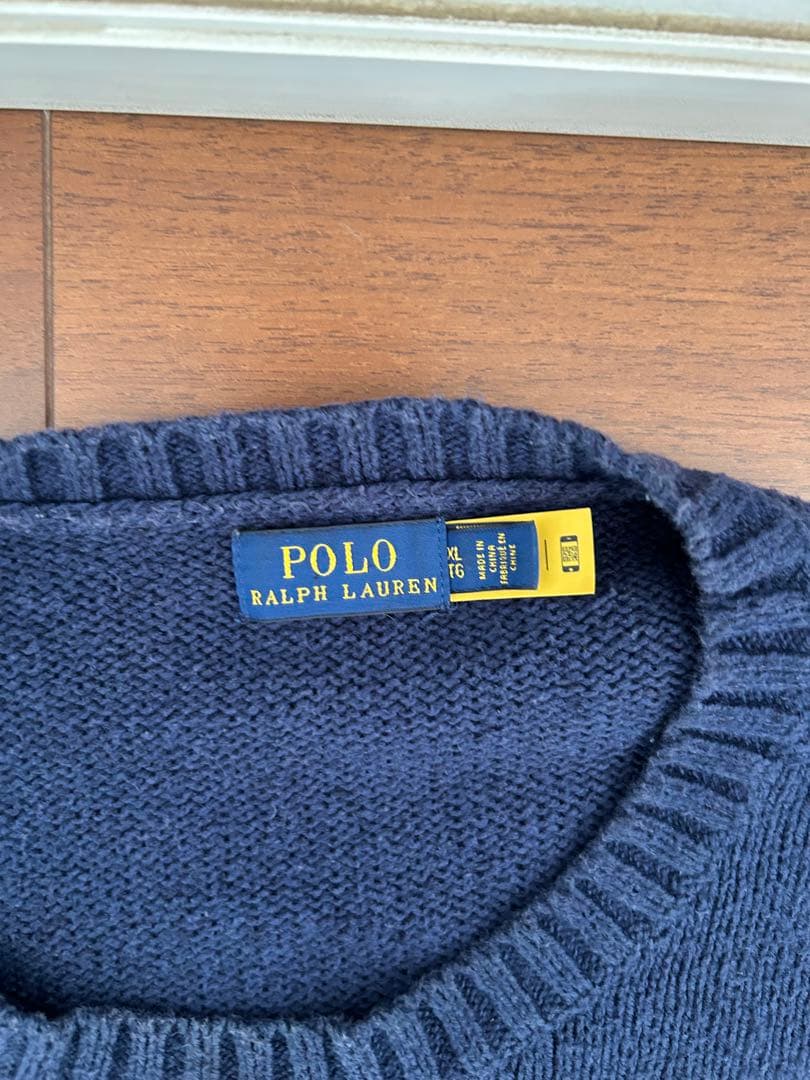 POLO
RALPH LAUREN
XL
TG
MADE IN
CHINA
FABRIQUÉ EN
CHINE